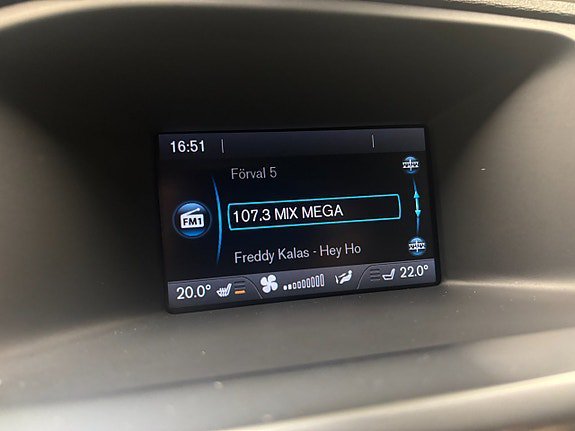 16:51
Förval 5
FM1
107.3 MIX MEGA
Freddy Kalas - Hey Ho
20.0° 22.0°